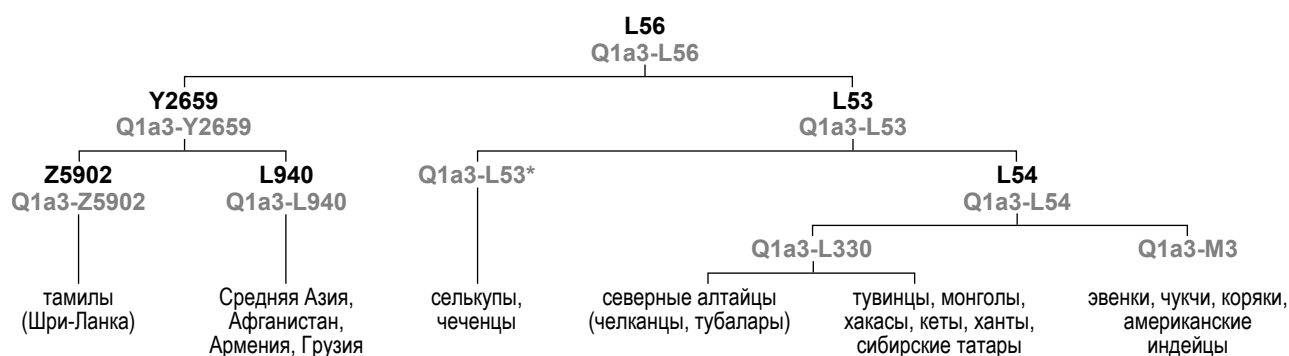 L56
Q1a3-L56
Y2659
Q1a3-Y2659
L53
Q1a3-L53
Z5902
Q1a3-Z5902
L940
Q1a3-L940
Q1a3-L53*
L54
Q1a3-L54
Q1a3-L330
Q1a3-M3
тамилы
(Шри-Ланка)
Средняя Азия,
Афганистан,
Армения, Грузия
селькупы,
чеченцы
северные алтайцы
(челканцы, тубалары)
тувинцы, монголы,
хакасы, кеты, ханты,
сибирские татары
эвенки, чукчи, коряки,
американские
индейцы